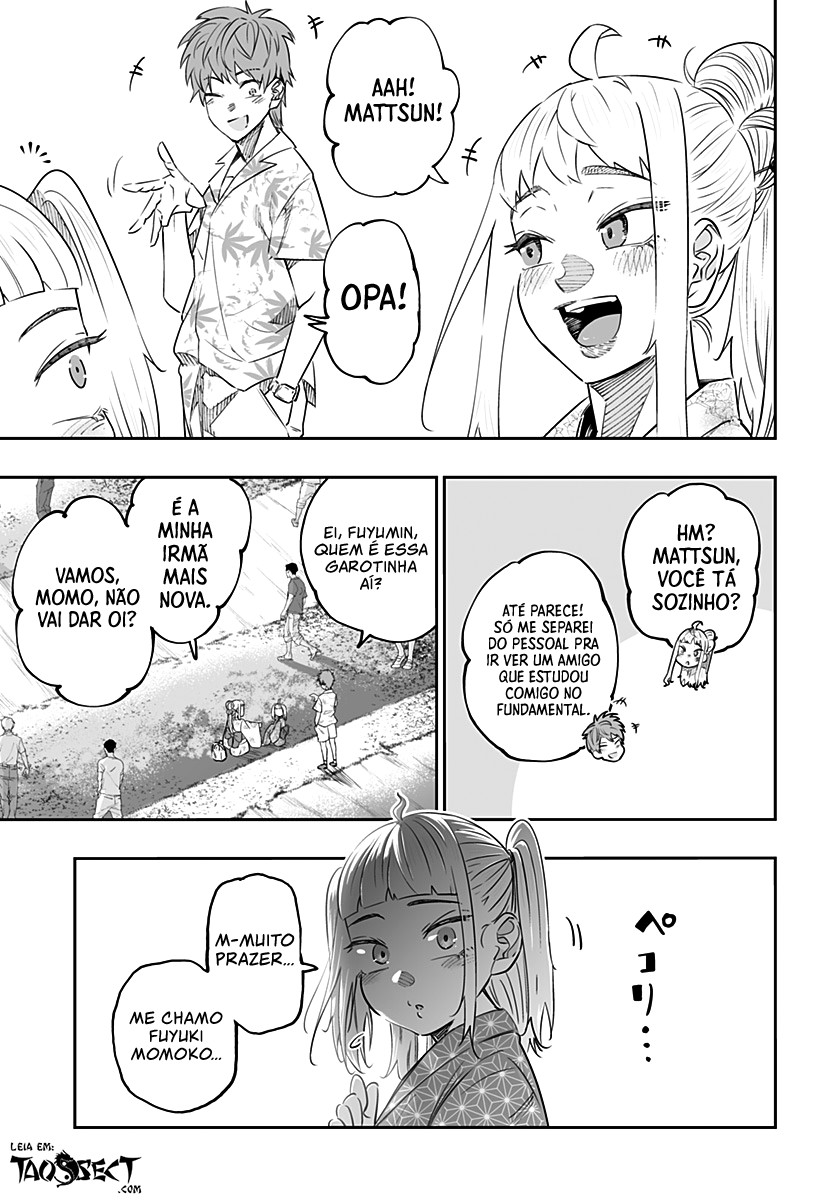 AAH!
MATTSUN!
OPA!
HM?
MATTSUN,
VOCÊ TÁ
SOZINHO?
ATÉ PARECE!
SÓ ME SEPAREI
DO PESSOAL PRA
IR VER UM AMIGO
QUE ESTUDOU
COMIGO NO
FUNDAMENTAL.
EI, FUYUMIN,
QUEM É ESSA
GAROTINHA
AÍ?
É A
MINHA
IRMÃ
MAIS
NOVA.
VAMOS,
MOMO, NÃO
VAI DAR OI?
ペコリ...
M-MUITO
PRAZER...
ME CHAMO
FUYUKI
MOMOKO...
LEIA EM:
TAOSSECT
.COM